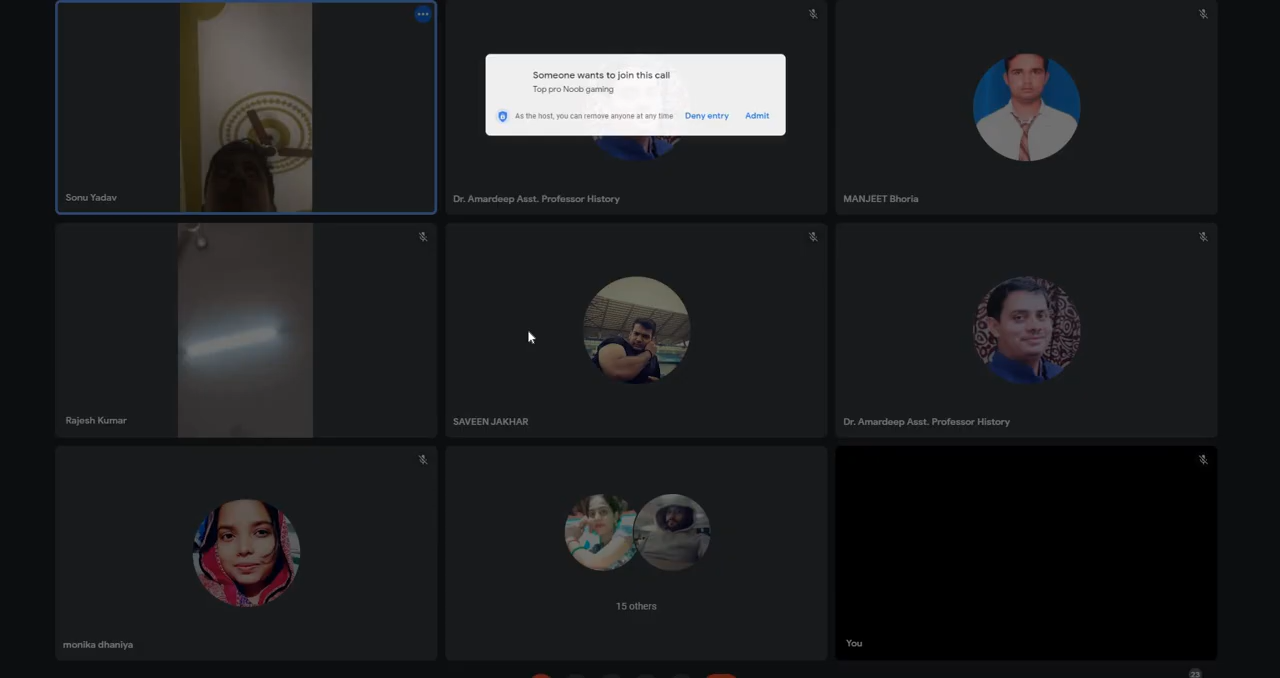 Someone wants to join this call
Top pro Noob gaming
As the host, you can remove anyone at any time Deny entry Admit
Sonu Yadav
Dr. Amardeep Asst. Professor History
MANJEET Bhoria
Rajesh Kumar
SAVEEN JAKHAR
Dr. Amardeep Asst. Professor History
15 others
monika dhaniya
You
23